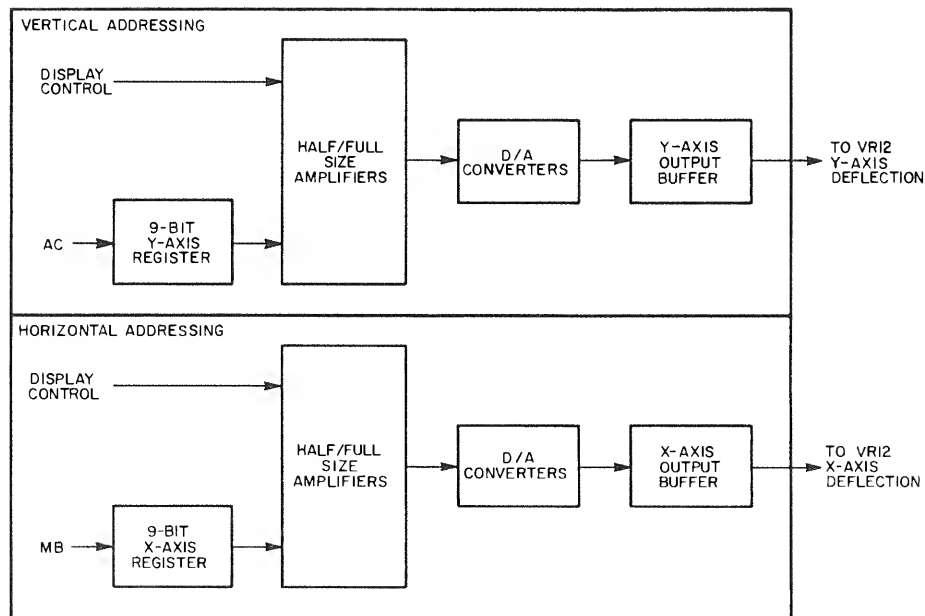 VERTICAL ADDRESSING
DISPLAY
CONTROL
HALF/FULL
SIZE
AMPLIFIERS
D/A
CONVERTERS
Y-AXIS
OUTPUT
BUFFER
TO VR12
Y-AXIS
DEFLECTION
AC
9-BIT
Y-AXIS
REGISTER
HORIZONTAL ADDRESSING
DISPLAY
CONTROL
HALF/FULL
SIZE
AMPLIFIERS
D/A
CONVERTERS
X-AXIS
OUTPUT
BUFFER
TO VR12
X-AXIS
DEFLECTION
MB
9-BIT
X-AXIS
REGISTER